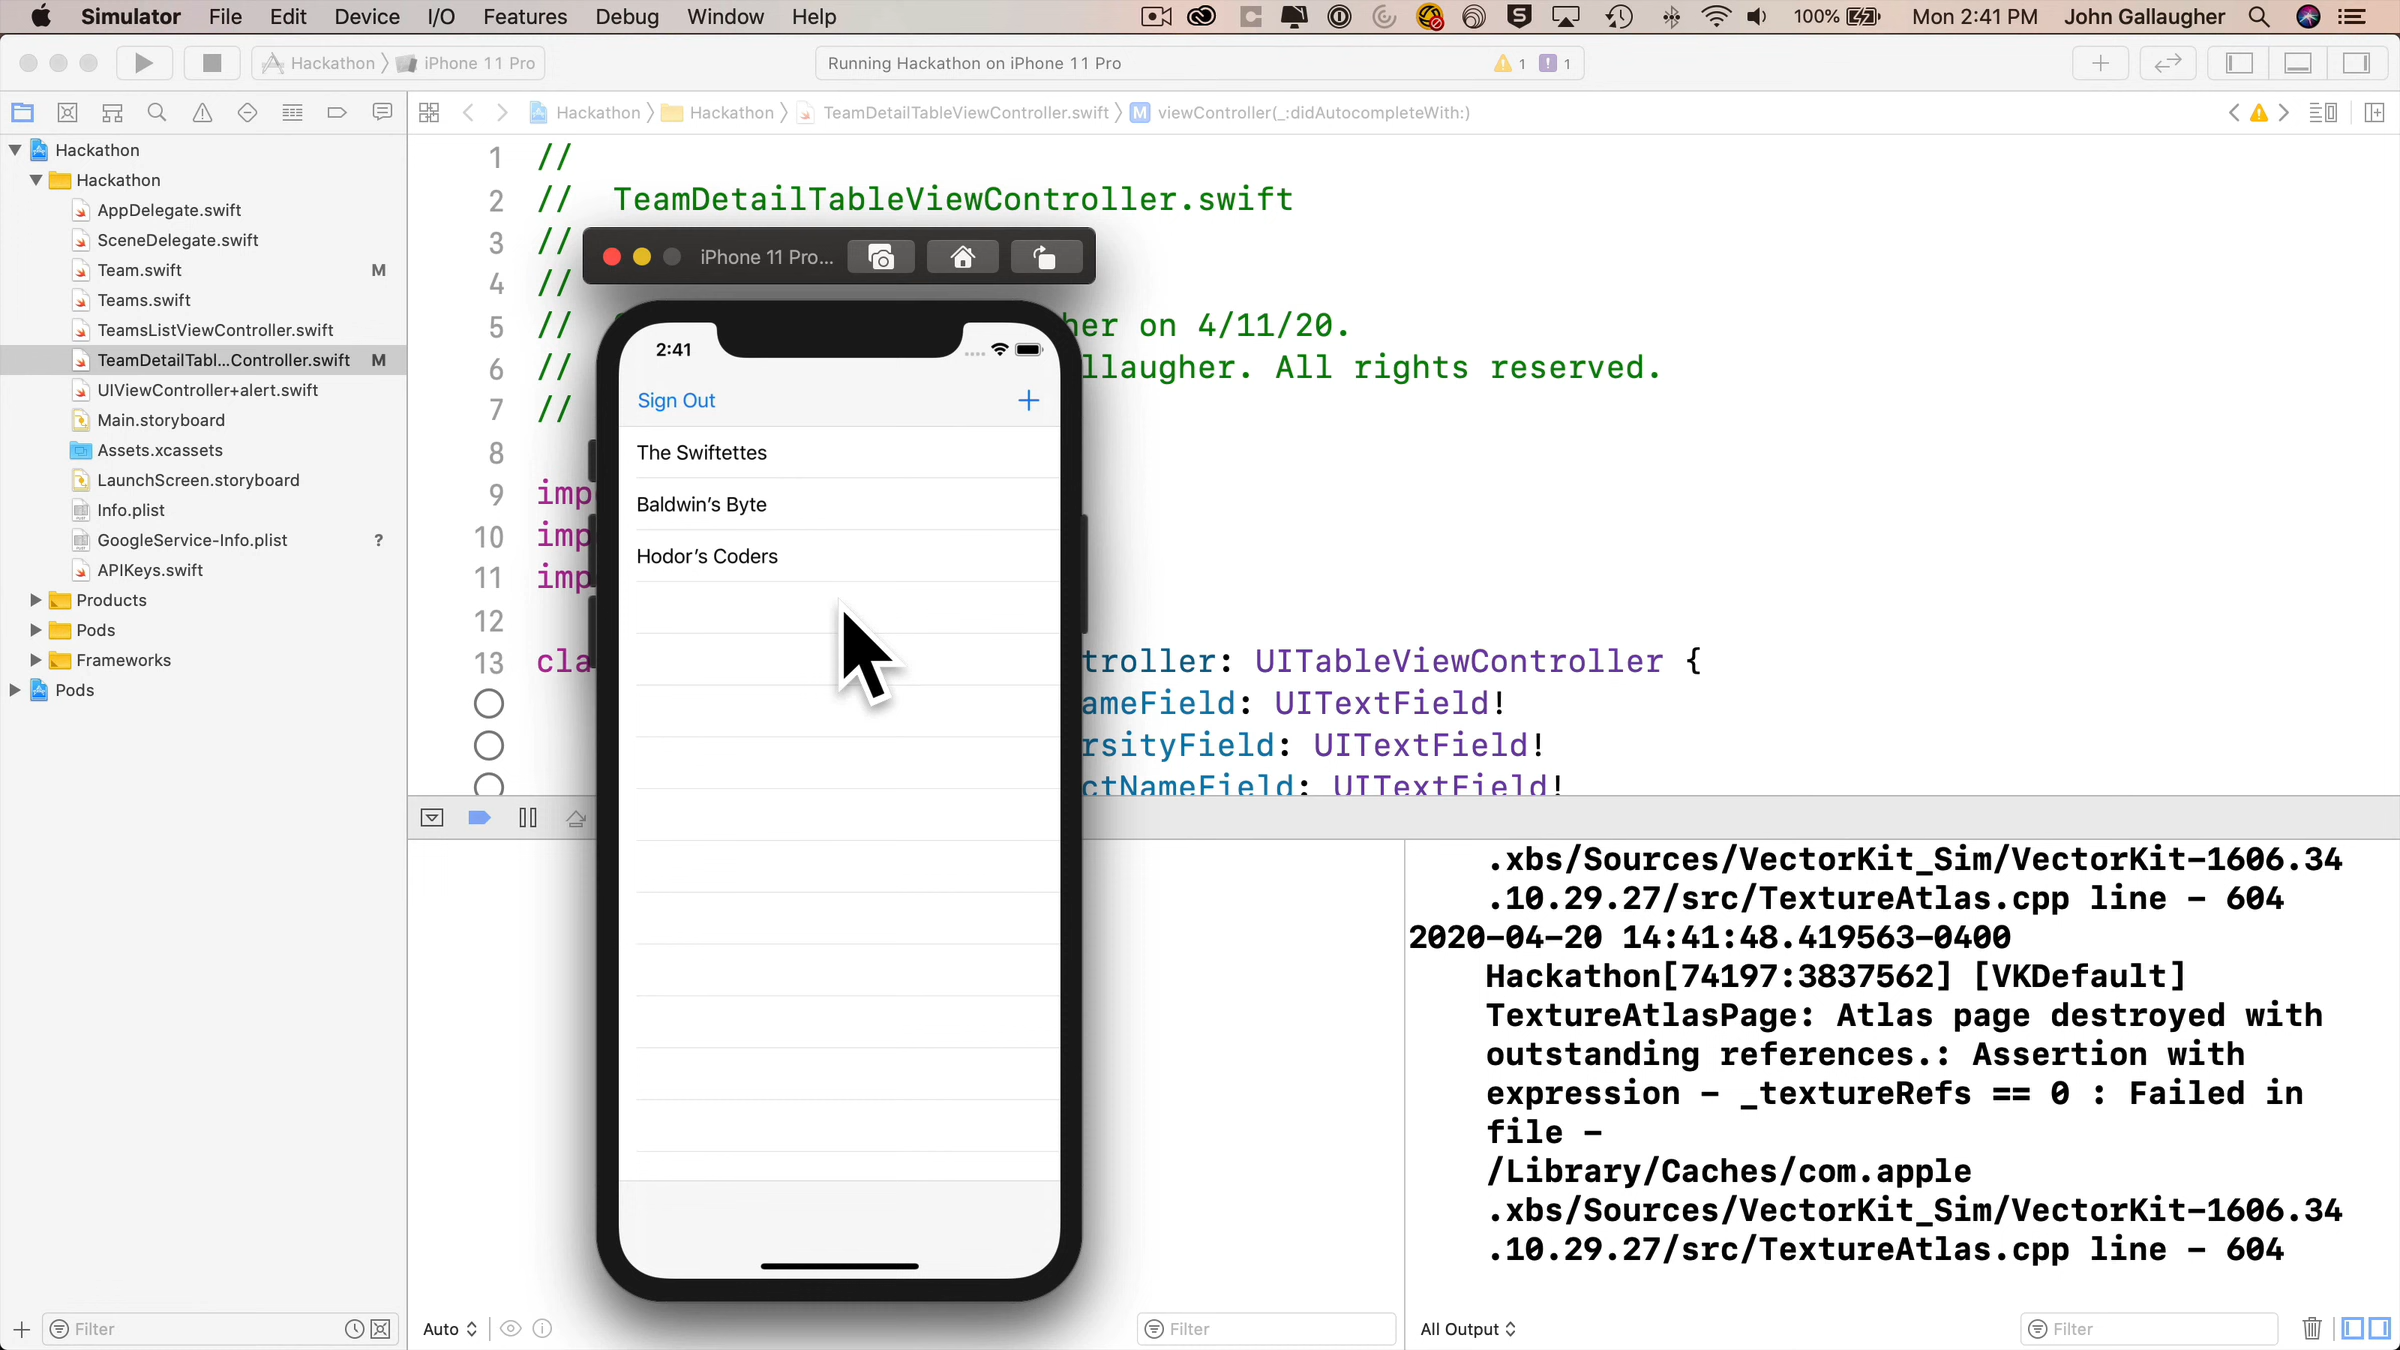 Simulator File Edit Device I/O Features Debug Window Help 100% Mon 2:41 PM John Gallaugher
Hackathon iPhone 11 Pro
Running Hackathon on iPhone 11 Pro
1 1
Hackathon Hackathon TeamDetailTableViewController.swift M viewController(_:didAutocompleteWith:)
Hackathon
Hackathon
AppDelegate.swift
SceneDelegate.swift
Team.swift M
Teams.swift
TeamsListViewController.swift
TeamDetailTabl...Controller.swift M
UIViewController+alert.swift
Main.storyboard
Assets.xcassets
LaunchScreen.storyboard
Info.plist
GoogleService-Info.plist ?
APIKeys.swift
Products
Pods
Frameworks
Pods
Filter
1 //
2 // TeamDetailTableViewController.swift
3 //
4 //
5 // her on 4/11/20.
6 // llaugher. All rights reserved.
7 //
8
9 imp
10 imp
11 imp
12
13 cla troller: UITableViewController {
ameField: UITextField!
rsityField: UITextField!
ctNameField: UITextField!
iPhone 11 Pro...
2:41
Sign Out +
The Swiftettes
Baldwin's Byte
Hodor's Coders
.xbs/Sources/VectorKit_Sim/VectorKit-1606.34
.10.29.27/src/TextureAtlas.cpp line - 604
2020-04-20 14:41:48.419563-0400
Hackathon[74197:3837562] [VKDefault]
TextureAtlasPage: Atlas page destroyed with
outstanding references.: Assertion with
expression - _textureRefs == 0 : Failed in
file -
/Library/Caches/com.apple
.xbs/Sources/VectorKit_Sim/VectorKit-1606.34
.10.29.27/src/TextureAtlas.cpp line - 604
Auto
Filter
All Output
Filter